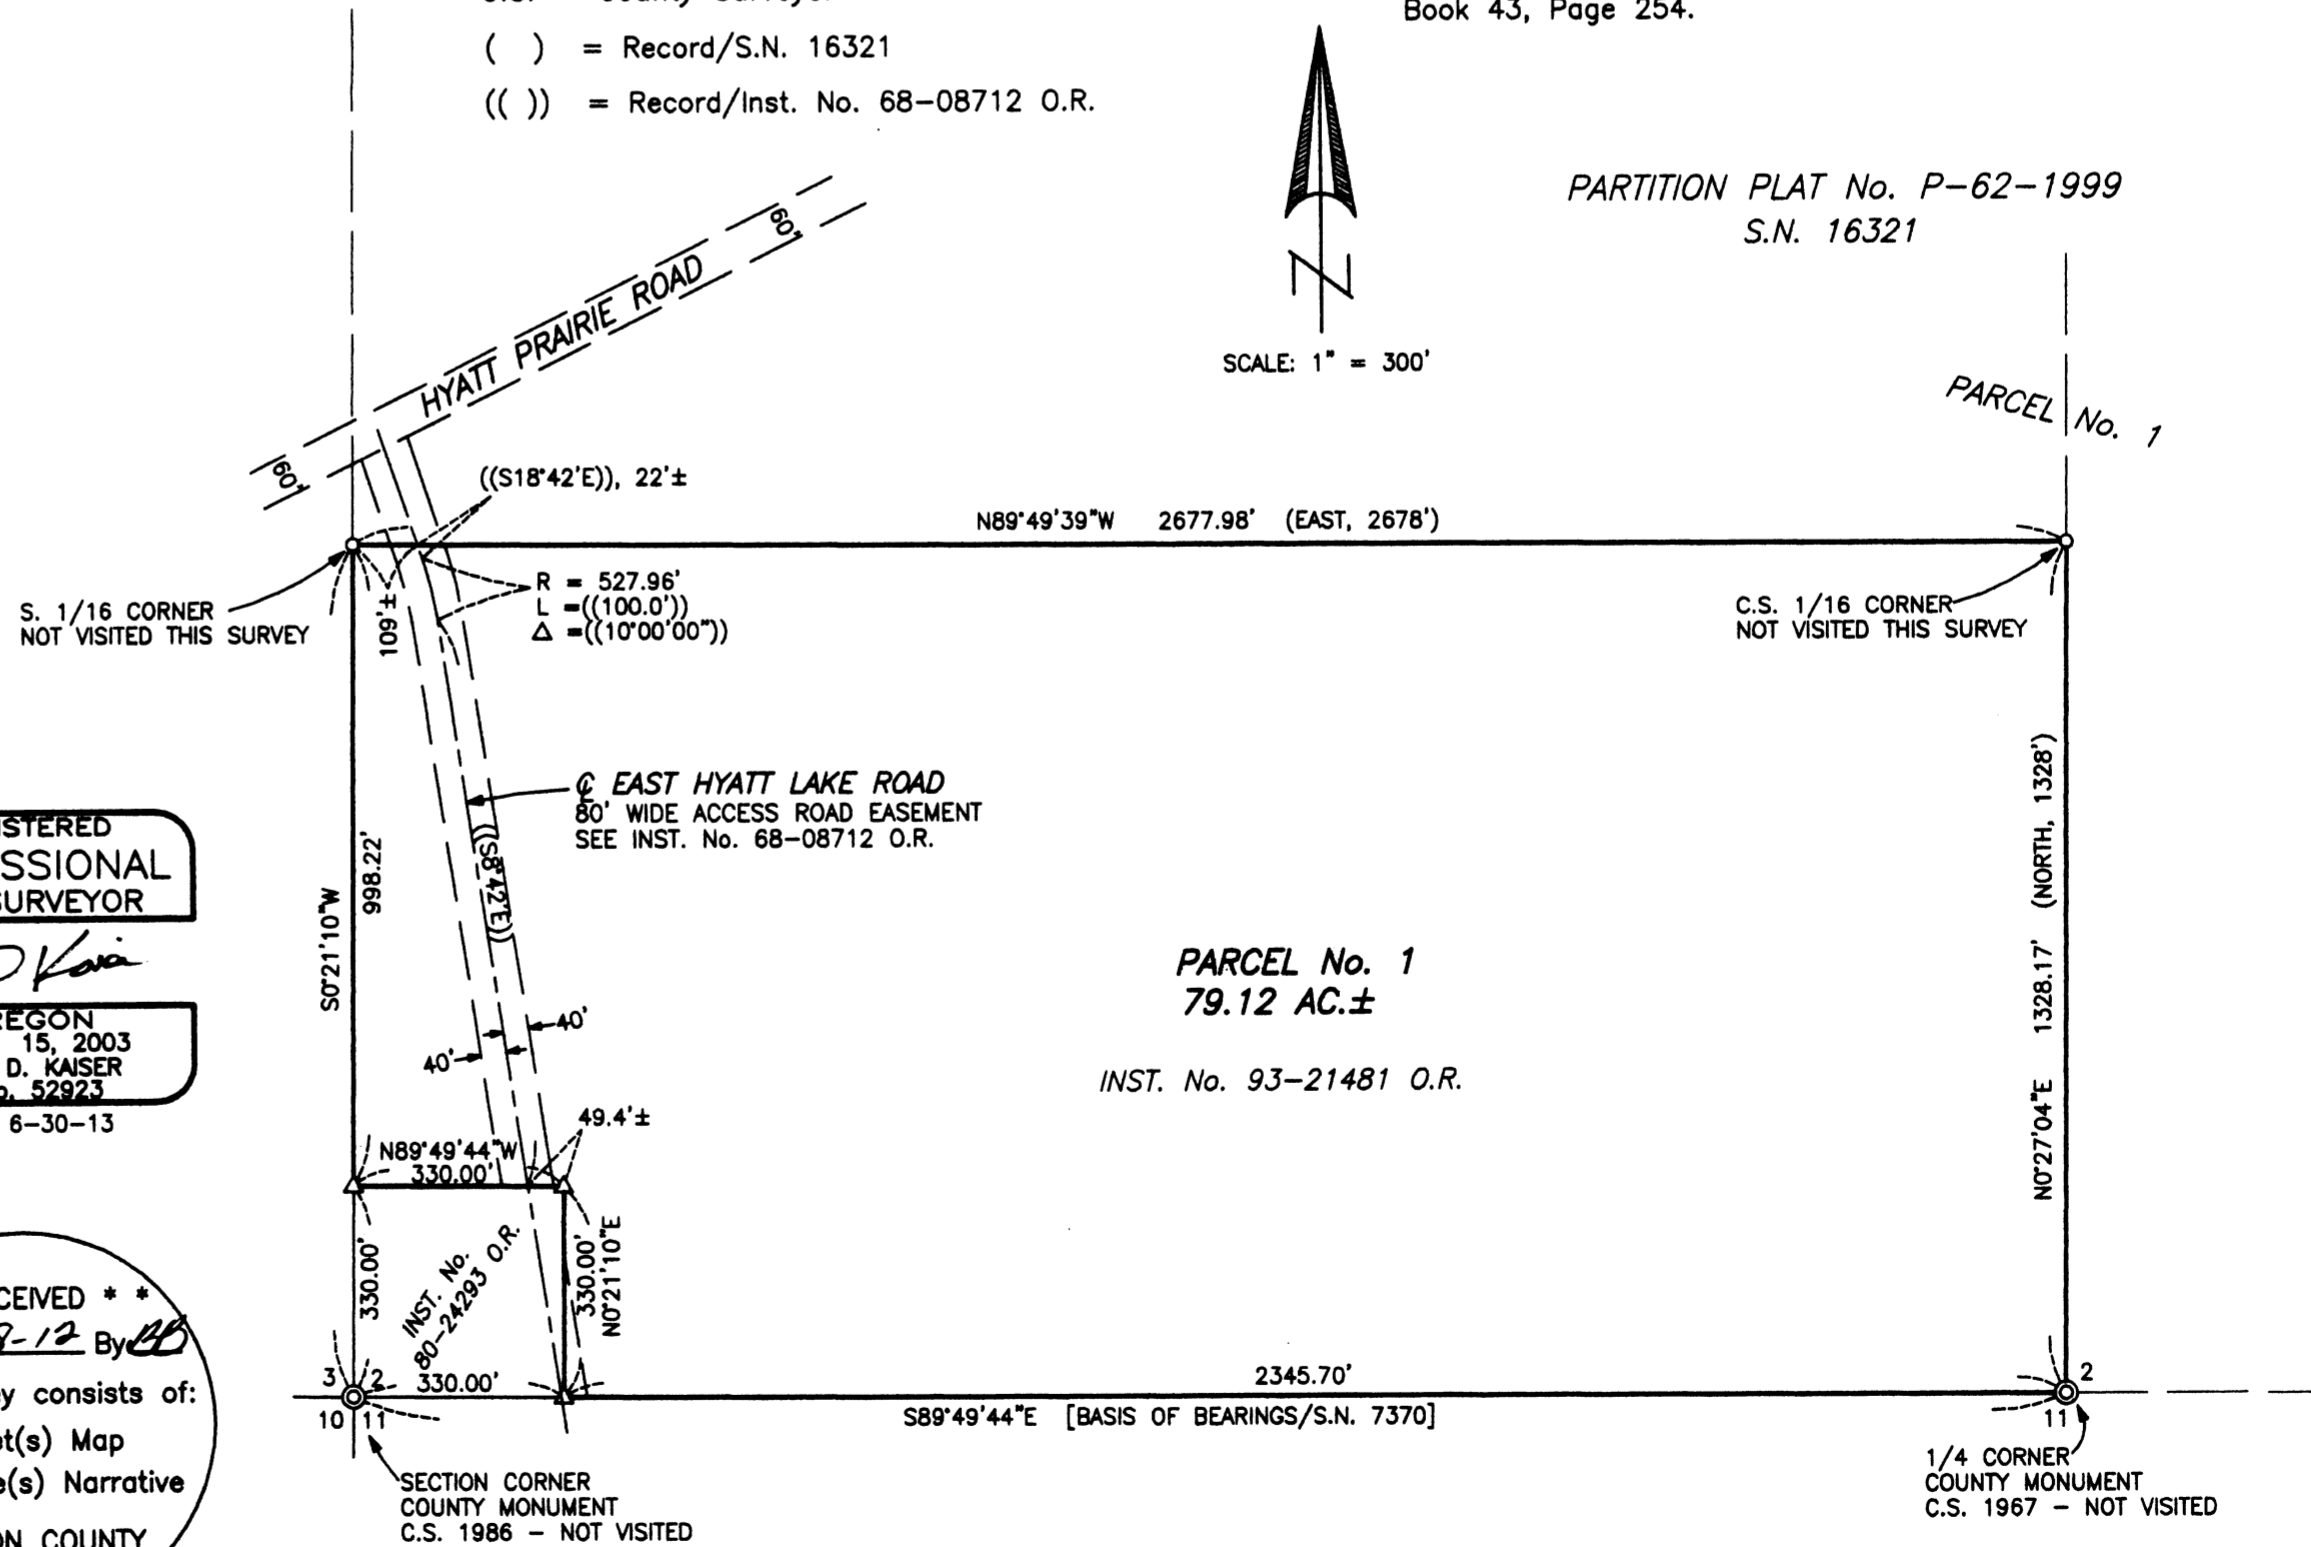 Book 43, Page 254.
( ) = Record/S.N. 16321
(( )) = Record/Inst. No. 68-08712 O.R.
PARTITION PLAT No. P-62-1999
S.N. 16321
60'
HYATT PRAIRIE ROAD
60'
N
SCALE: 1" = 300'
PARCEL No. 1
((S18°42'E)), 22'±
N89°49'39"W 2677.98' (EAST, 2678')
R = 527.96'
L =((100.0'))
Δ =((10°00'00"))
109'±
S. 1/16 CORNER
NOT VISITED THIS SURVEY
C.S. 1/16 CORNER
NOT VISITED THIS SURVEY
℄ EAST HYATT LAKE ROAD
80' WIDE ACCESS ROAD EASEMENT
SEE INST. No. 68-08712 O.R.
((S8°42'E))
S0°21'10"W
998.22'
N0°27'04"E 1328.17' (NORTH, 1328')
PARCEL No. 1
79.12 AC.±
INST. No. 93-21481 O.R.
40'
40'
49.4'±
N89°49'44"W
330.00'
330.00'
INST. No.
80-24293 O.R.
330.00'
N0°21'10"E
3 2
10 11
330.00'
2345.70'
S89°49'44"E [BASIS OF BEARINGS/S.N. 7370]
2
11
SECTION CORNER
COUNTY MONUMENT
C.S. 1986 - NOT VISITED
1/4 CORNER
COUNTY MONUMENT
C.S. 1967 - NOT VISITED
SURVEYOR
15, 2003
D. KAISER
52923
6-30-13
-12 By
consists of:
Map
Narrative
COUNTY